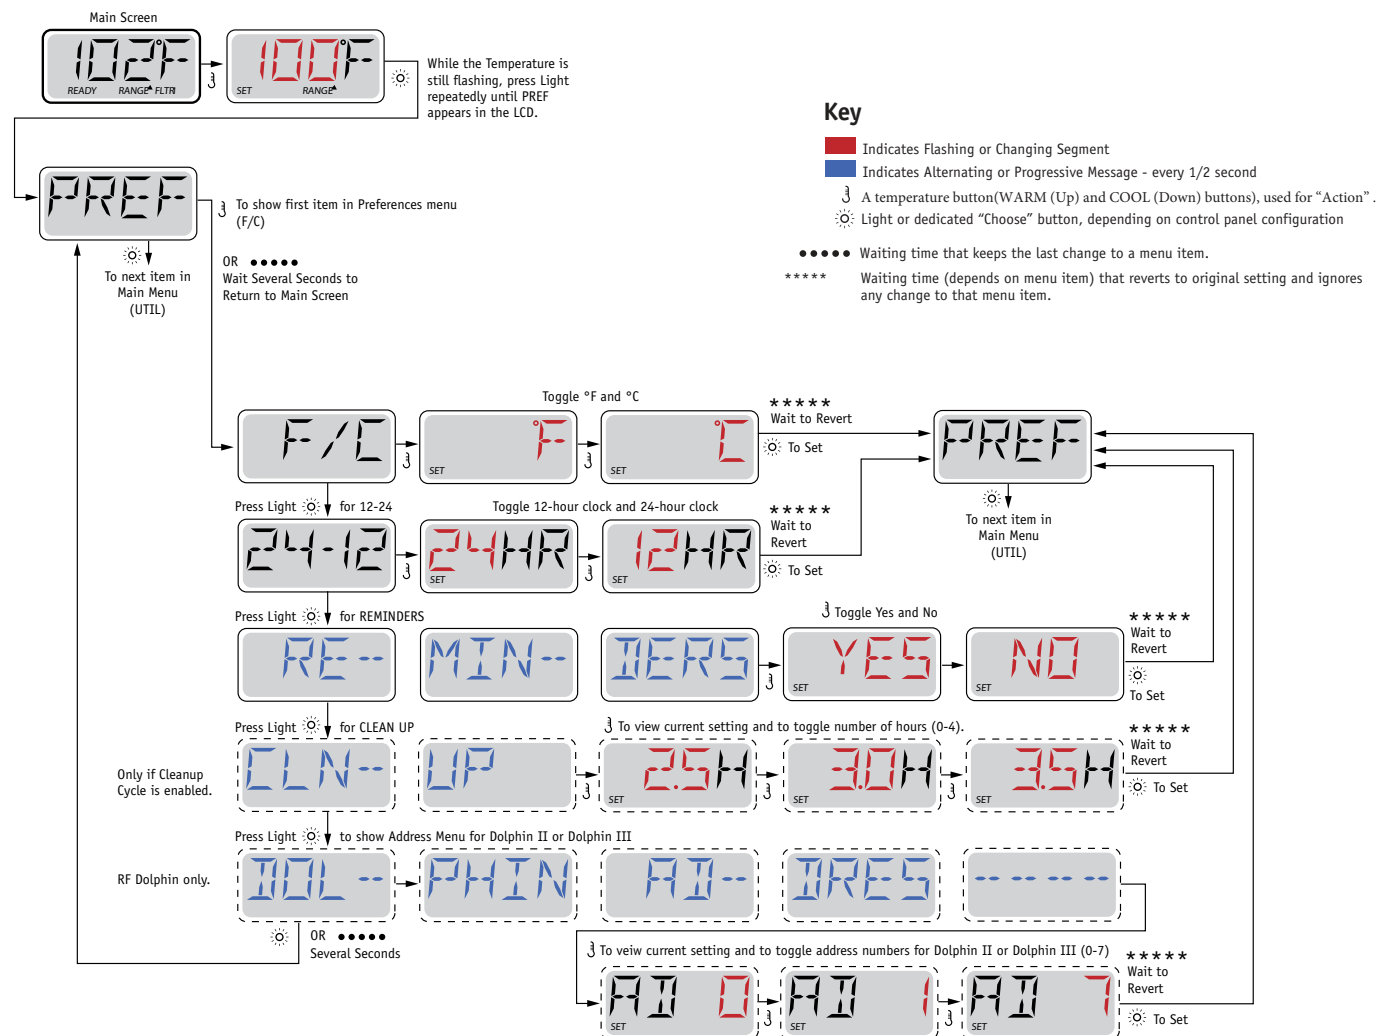 Main Screen
102°F
READY RANGE FLTR1
100°F
SET RANGE
While the Temperature is
still flashing, press Light
repeatedly until PREF
appears in the LCD.
Key
Indicates Flashing or Changing Segment
Indicates Alternating or Progressive Message - every 1/2 second
A temperature button(WARM (Up) and COOL (Down) buttons), used for “Action” .
Light or dedicated “Choose” button, depending on control panel configuration
••••• Waiting time that keeps the last change to a menu item.
***** Waiting time (depends on menu item) that reverts to original setting and ignores
any change to that menu item.
PREF
To show first item in Preferences menu
(F/C)
OR •••••
Wait Several Seconds to
Return to Main Screen
To next item in
Main Menu
(UTIL)
Toggle °F and °C
F/C
SET °F
SET °C
*****
Wait to Revert
To Set
PREF
To next item in
Main Menu
(UTIL)
Press Light for 12-24
Toggle 12-hour clock and 24-hour clock
24-12
24HR SET
12HR SET
*****
Wait to
Revert
To Set
Press Light for REMINDERS
Toggle Yes and No
RE-- MIN-- DERS
YES SET
NO SET
*****
Wait to
Revert
To Set
Press Light for CLEAN UP
To view current setting and to toggle number of hours (0-4).
Only if Cleanup
Cycle is enabled.
CLN-- UP
2.5H SET
3.0H SET
3.5H SET
*****
Wait to
Revert
To Set
Press Light to show Address Menu for Dolphin II or Dolphin III
RF Dolphin only.
DOL-- PHIN AD-- DRES -----
OR •••••
Several Seconds
To veiw current setting and to toggle address numbers for Dolphin II or Dolphin III (0-7)
AD 0 SET
AD 1 SET
AD 7 SET
*****
Wait to
Revert
To Set